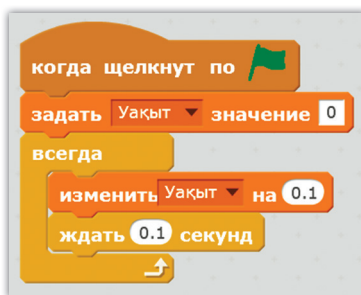 когда щелкнут по
задать Уақыт значение 0
всегда
изменить Уақыт на 0.1
ждать 0.1 секунд